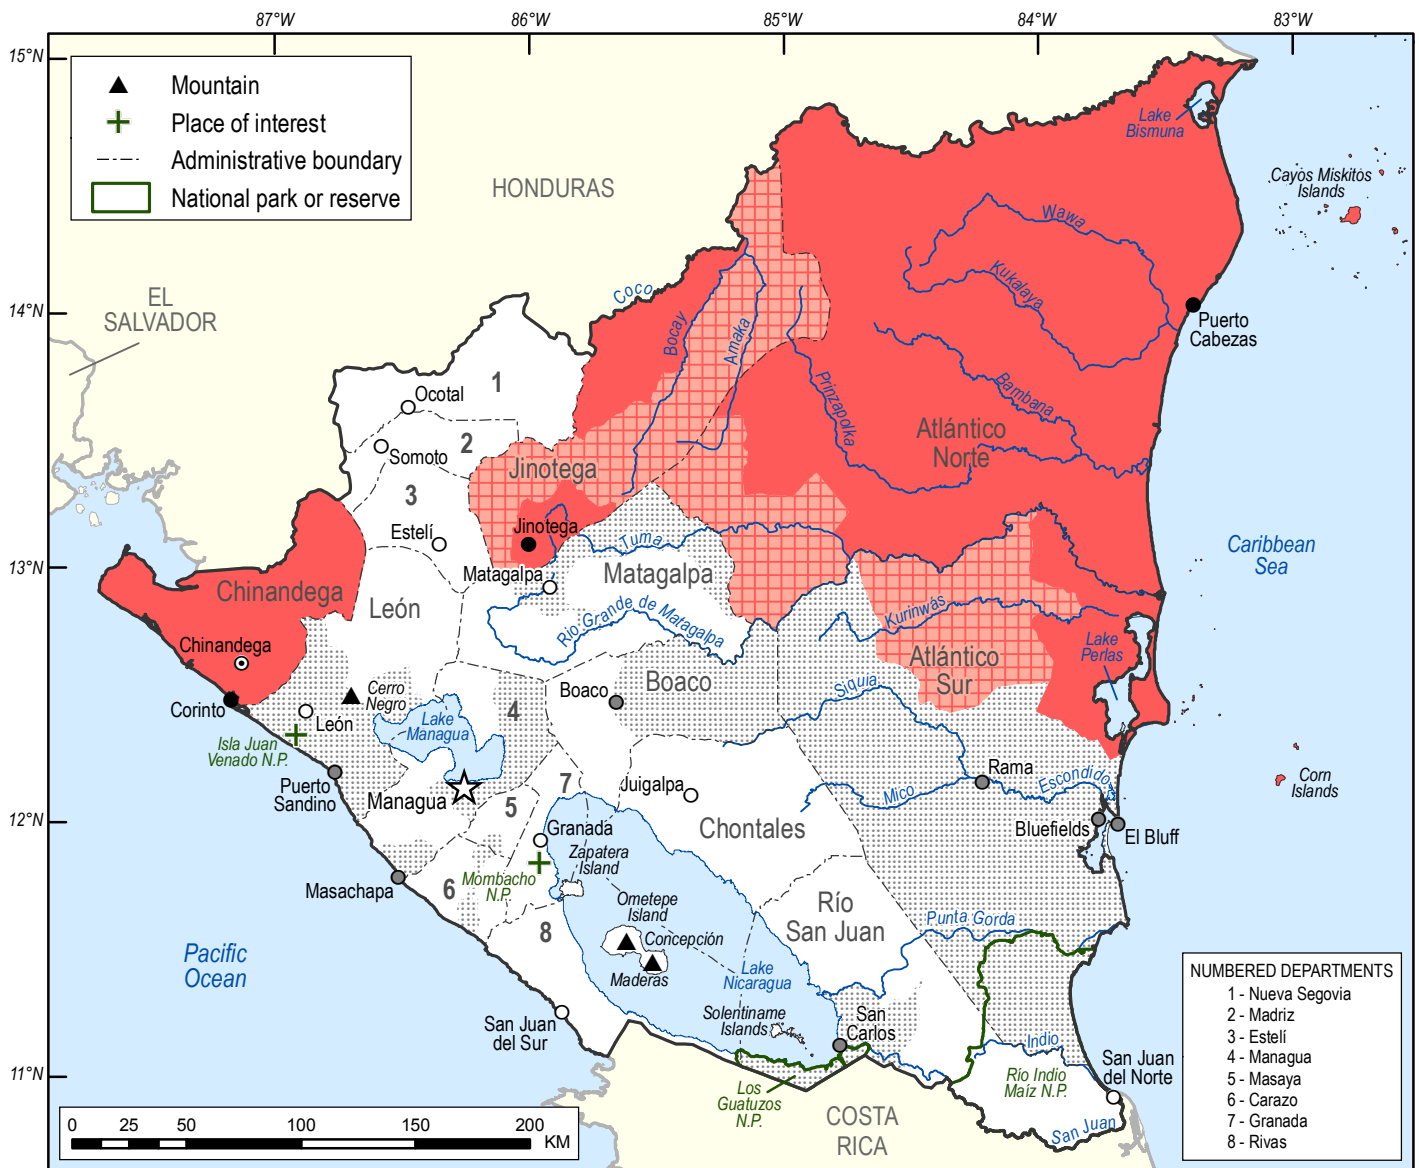 87°W
86°W
85°W
84°W
83°W
15°N
14°N
13°N
12°N
11°N
Mountain
Place of interest
Administrative boundary
National park or reserve
HONDURAS
EL
SALVADOR
Lake
Bismuna
Cayos Miskitos
Islands
Wawa
Kukalaya
Coco
Bocay
Amaka
Puerto
Cabezas
Prinzapolka
Bambana
Atlántico
Norte
1
Ocotal
2
Somoto
3
Estelí
Jinotega
Jinotega
Tuma
Matagalpa
Matagalpa
Río Grande de Matagalpa
Caribbean
Sea
Chinandega
León
Chinandega
Kurinwás
Lake
Perlas
Atlántico
Sur
Siquia
Boaco
Boaco
Cerro
Negro
Corinto
León
Lake
Managua
4
Isla Juan
Venado N.P.
Puerto
Sandino
Managua
5
7
Juigalpa
Rama
Escondido
Mico
Corn
Islands
Chontales
Bluefields
El Bluff
Granada
Zapatera
Island
Masachapa
6
Mombacho
N.P.
Ometepe
Island
Río
San Juan
Punta Gorda
8
Concepción
Maderas
Lake
Nicaragua
Pacific
Ocean
San Juan
del Sur
Solentiname
Islands
San
Carlos
Indio
San Juan
del Norte
Río Indio
Maíz N.P.
Los
Guatuzos
N.P.
COSTA
RICA
San Juan
NUMBERED DEPARTMENTS
1 - Nueva Segovia
2 - Madriz
3 - Estelí
4 - Managua
5 - Masaya
6 - Carazo
7 - Granada
8 - Rivas
0 25 50 100 150 200
KM